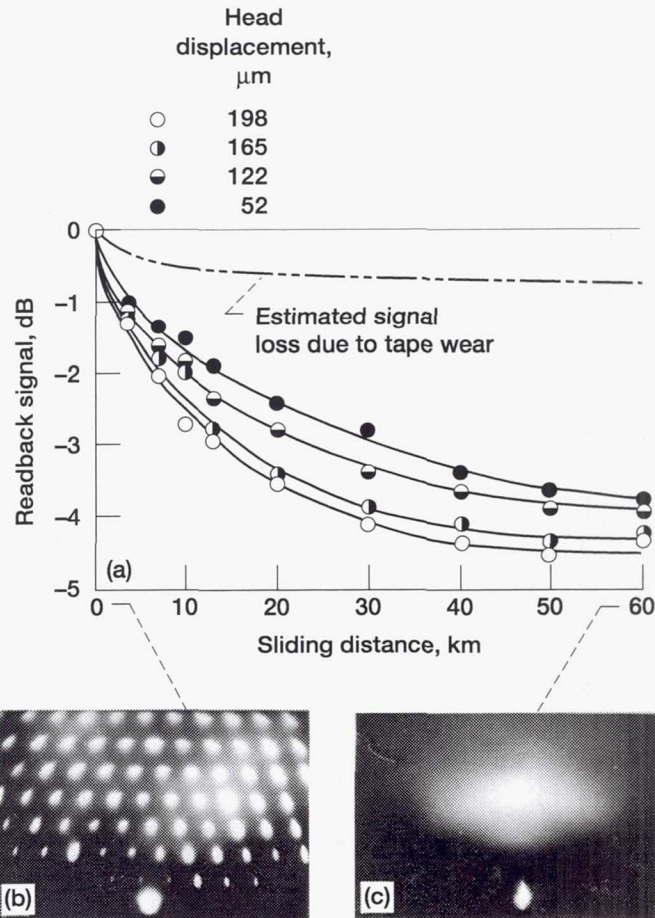 Head
displacement,
μm
198
165
122
52
0
−1
−2
−3
−4
−5
Readback signal, dB
Estimated signal
loss due to tape wear
(a)
0 10 20 30 40 50 60
Sliding distance, km
(b)
(c)